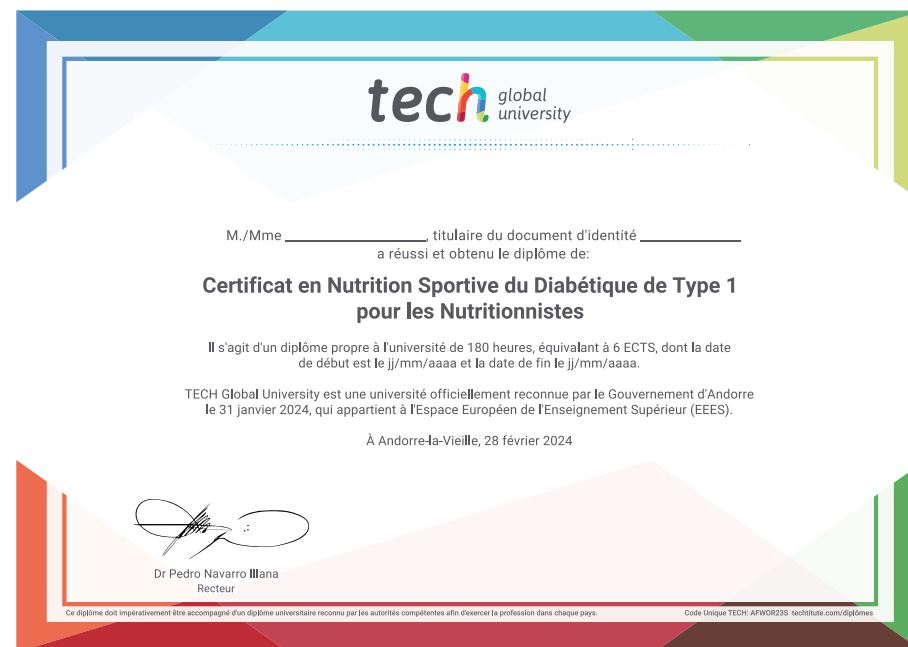 tech global university
M./Mme ____________________, titulaire du document d'identité ______________
a réussi et obtenu le diplôme de:
Certificat en Nutrition Sportive du Diabétique de Type 1
pour les Nutritionnistes
Il s'agit d'un diplôme propre à l'université de 180 heures, équivalant à 6 ECTS, dont la date
de début est le jj/mm/aaaa et la date de fin le jj/mm/aaaa.
TECH Global University est une université officiellement reconnue par le Gouvernement d'Andorre
le 31 janvier 2024, qui appartient à l'Espace Européen de l'Enseignement Supérieur (EEES).
À Andorre-la-Vieille, 28 février 2024
Dr Pedro Navarro Illana
Recteur
Ce diplôme doit impérativement être accompagné d'un diplôme universitaire reconnu par les autorités compétentes afin d'exercer la profession dans chaque pays.
Code Unique TECH: AFWOR23S techtitute.com/diplômes